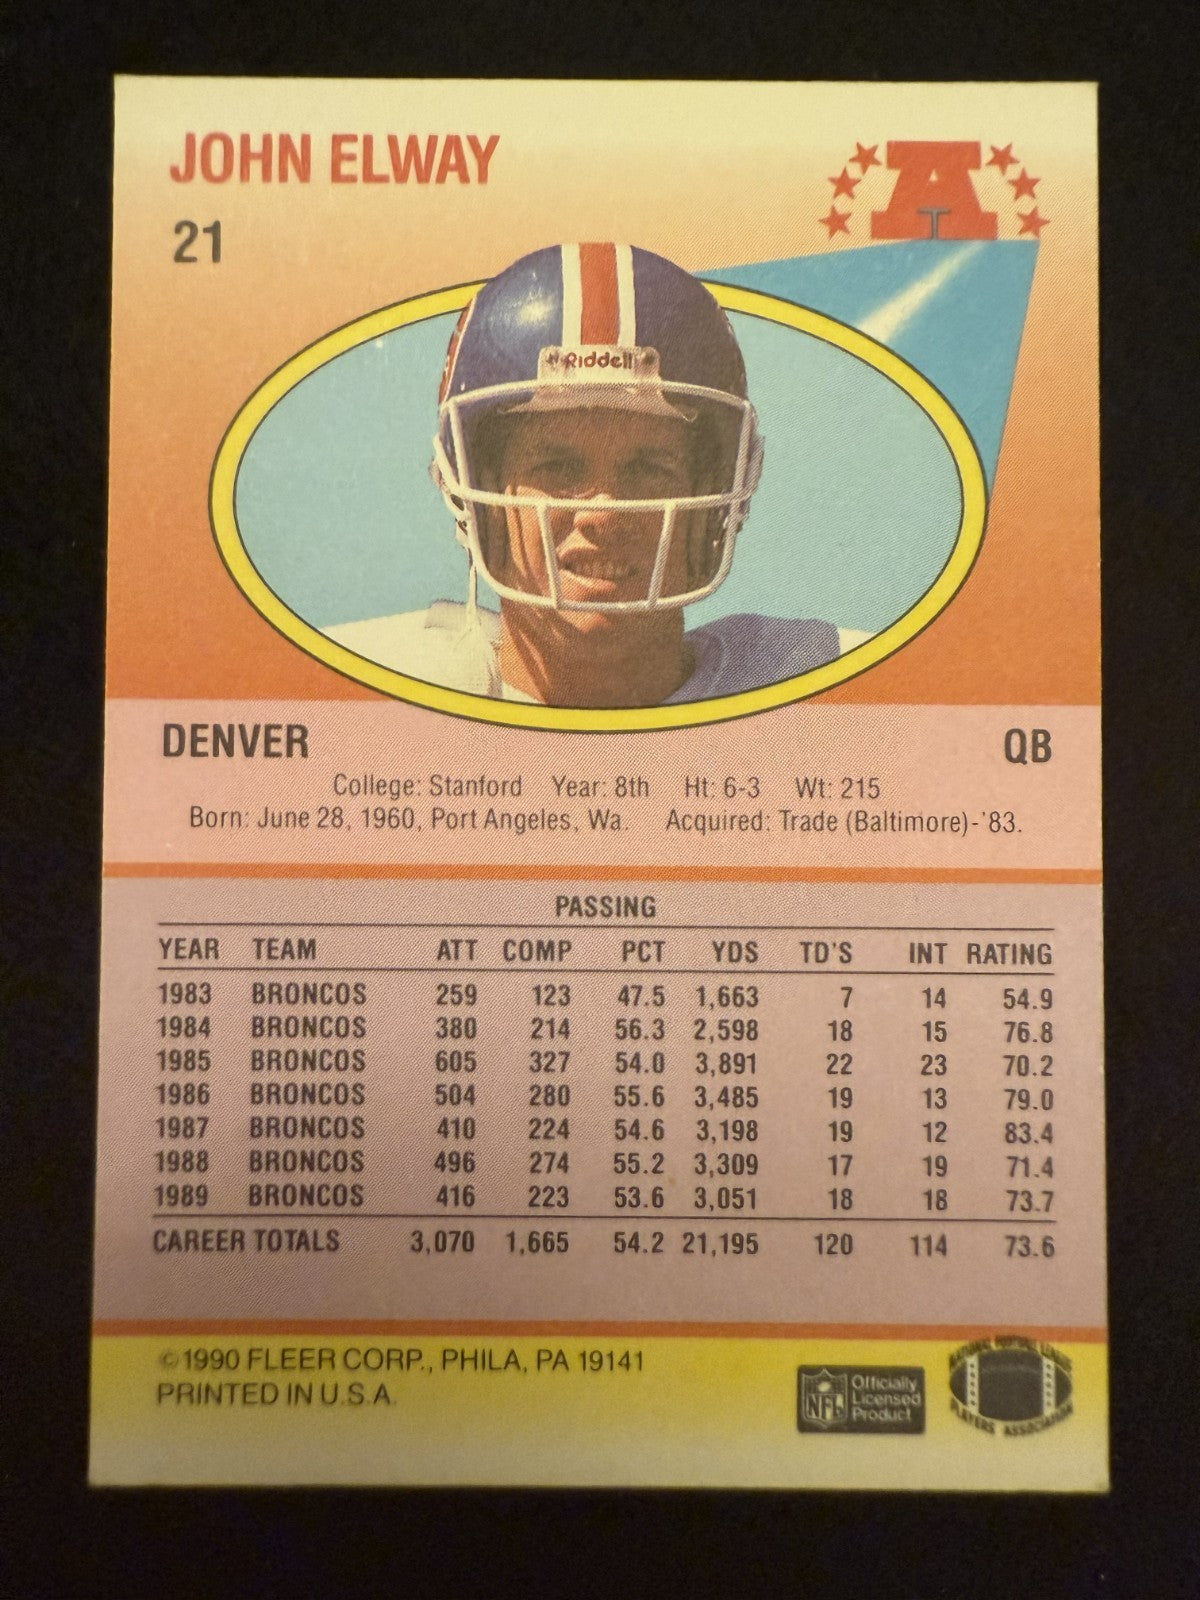 JOHN ELWAY
21
A
Riddell
DENVER QB
College: Stanford Year: 8th Ht: 6-3 Wt: 215
Born: June 28, 1960, Port Angeles, Wa. Acquired: Trade (Baltimore)-'83.
PASSING
YEAR TEAM ATT COMP PCT YDS TD'S INT RATING
1983 BRONCOS 259 123 47.5 1,663 7 14 54.9
1984 BRONCOS 380 214 56.3 2,598 18 15 76.8
1985 BRONCOS 605 327 54.0 3,891 22 23 70.2
1986 BRONCOS 504 280 55.6 3,485 19 13 79.0
1987 BRONCOS 410 224 54.6 3,198 19 12 83.4
1988 BRONCOS 496 274 55.2 3,309 17 19 71.4
1989 BRONCOS 416 223 53.6 3,051 18 18 73.7
CAREER TOTALS 3,070 1,665 54.2 21,195 120 114 73.6
©1990 FLEER CORP., PHILA, PA 19141
PRINTED IN U.S.A.
NFL Officially
Licensed
Product
NATIONAL FOOTBALL LEAGUE
PLAYERS ASSOCIATION